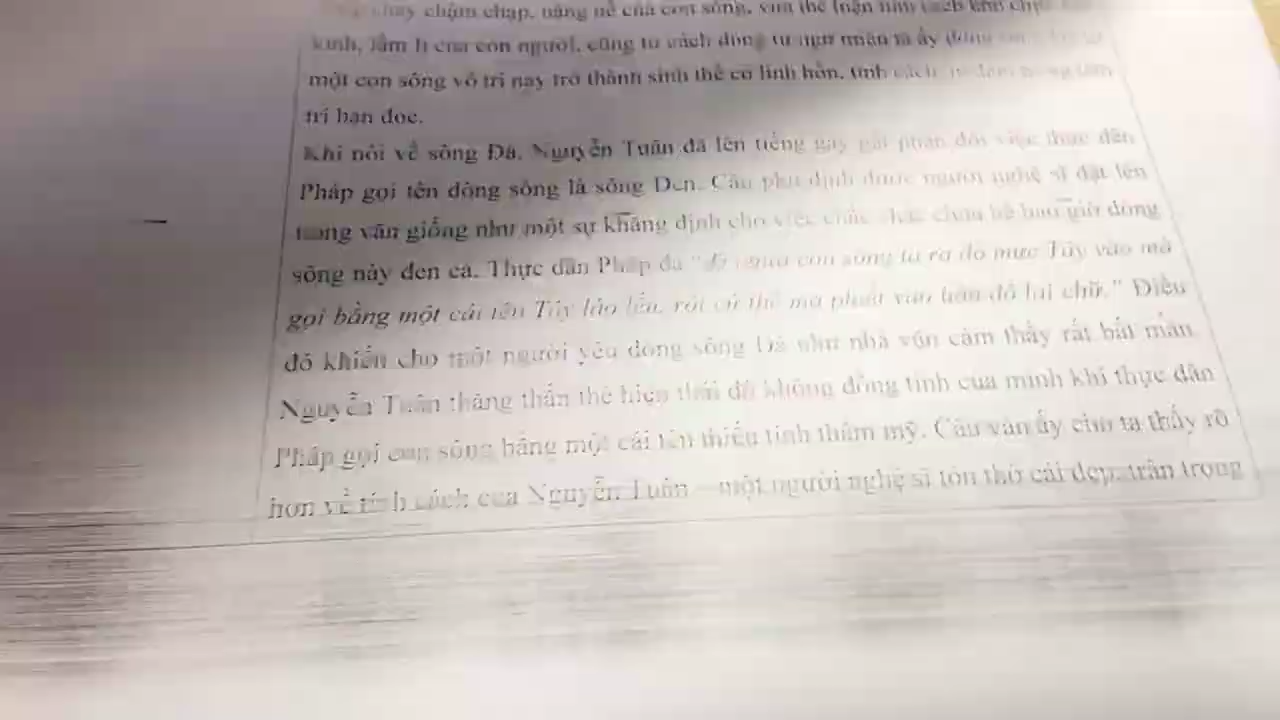 chậm chạp, nặng nề của con sông, vừa thể hiện
của con người, cũng từ cách dùng từ ngữ nhân hóa ấy
một con sông vô tri nay trở thành sinh thể có linh hồn, tính cách
trí bạn đọc.
Khi nói về sông Đà, Nguyễn Tuân đã lên tiếng gay gắt phản đối việc thực dân
Pháp gọi tên dòng sông là sông Đen. Câu phủ định được người nghệ sĩ đặt lên
trang văn giống như một sự khẳng định cho việc chắc chắn chưa hề bao giờ dòng
sông này đen cả. Thực dân Pháp đã "đè ngửa con sông ta ra đổ mực Tây vào mà
gọi bằng một cái tên Tây láo lếu, rồi cứ thế mà phiết vào bản đồ lai chữ." Điều
đó khiến cho một người yêu dòng sông Đà như nhà văn cảm thấy rất bất mãn.
Nguyễn Tuân thẳng thắn thể hiện thái độ không đồng tình của mình khi thực dân
Pháp gọi con sông bằng một cái tên thiếu tính thẩm mỹ. Câu văn ấy cho ta thấy rõ
hơn về tính cách của Nguyễn Tuân – một người nghệ sĩ tôn thờ cái đẹp, trân trọng